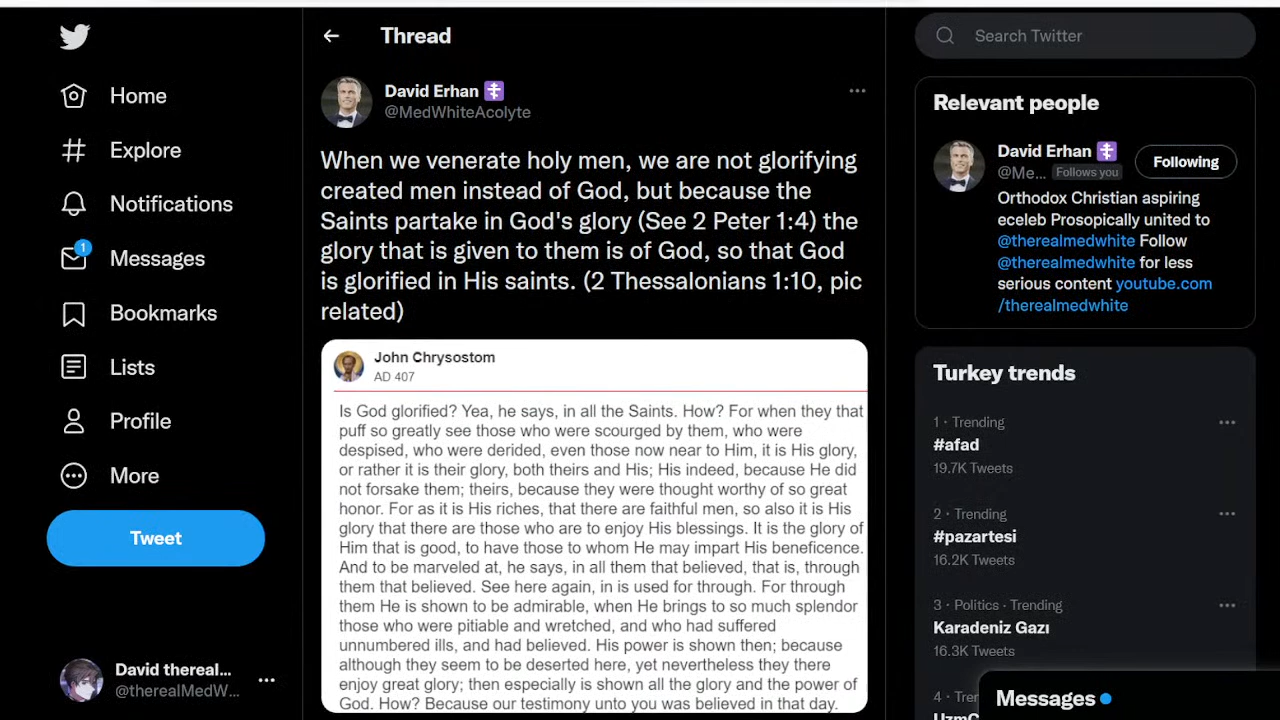 Home
Explore
Notifications
1
Messages
Bookmarks
Lists
Profile
More
Tweet
David thereal...
@therealMedW...
Thread
David Erhan
@MedWhiteAcolyte
When we venerate holy men, we are not glorifying
created men instead of God, but because the
Saints partake in God's glory (See 2 Peter 1:4) the
glory that is given to them is of God, so that God
is glorified in His saints. (2 Thessalonians 1:10, pic
related)
John Chrysostom
AD 407
Is God glorified? Yea, he says, in all the Saints. How? For when they that
puff so greatly see those who were scourged by them, who were
despised, who were derided, even those now near to Him, it is His glory,
or rather it is their glory, both theirs and His; His indeed, because He did
not forsake them; theirs, because they were thought worthy of so great
honor. For as it is His riches, that there are faithful men, so also it is His
glory that there are those who are to enjoy His blessings. It is the glory of
Him that is good, to have those to whom He may impart His beneficence.
And to be marveled at, he says, in all them that believed, that is, through
them that believed. See here again, in is used for through. For through
them He is shown to be admirable, when He brings to so much splendor
those who were pitiable and wretched, and who had suffered
unnumbered ills, and had believed. His power is shown then; because
although they seem to be deserted here, yet nevertheless they there
enjoy great glory; then especially is shown all the glory and the power of
God. How? Because our testimony unto you was believed in that day.
Search Twitter
Relevant people
David Erhan
@Me... Follows you
Following
Orthodox Christian aspiring
eceleb Prosopically united to
@therealmedwhite Follow
@therealmedwhite for less
serious content youtube.com
/therealmedwhite
Turkey trends
1 · Trending
#afad
19.7K Tweets
2 · Trending
#pazartesi
16.2K Tweets
3 · Politics · Trending
Karadeniz Gazı
16.3K Tweets
4 · Trer
Messages